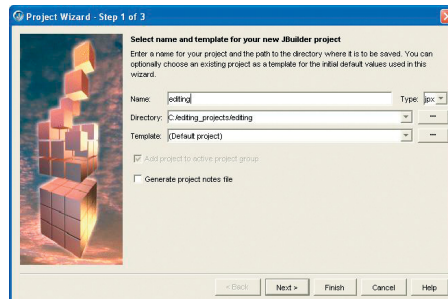 Project Wizard - Step 1 of 3
Select name and template for your new JBuilder project
Enter a name for your project and the path to the directory where it is to be saved. You can
optionally choose an existing project as a template for the initial default values used in this
wizard.
Name: editing Type: jpx
Directory: C:/editing_projects/editing ...
Template: (Default project) ...
Add project to active project group
Generate project notes file
< Back Next > Finish Cancel Help